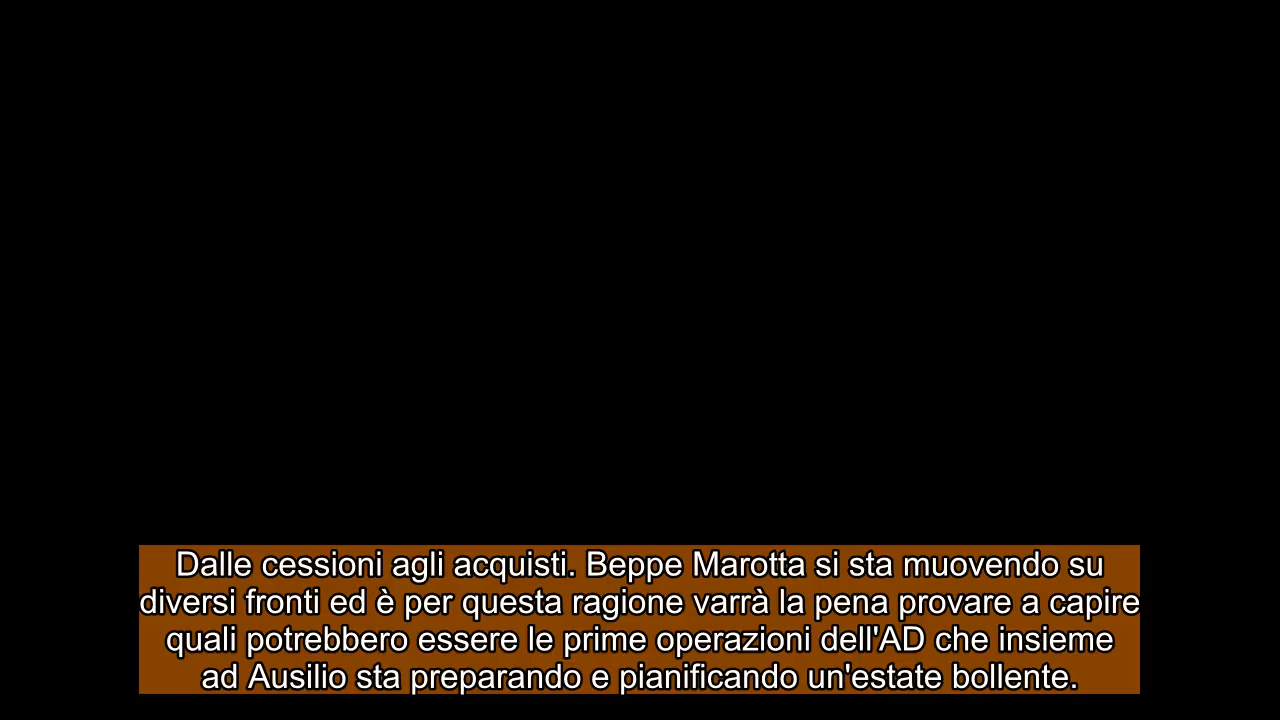 Dalle cessioni agli acquisti. Beppe Marotta si sta muovendo su
diversi fronti ed è per questa ragione varrà la pena provare a capire
quali potrebbero essere le prime operazioni dell'AD che insieme
ad Ausilio sta preparando e pianificando un'estate bollente.